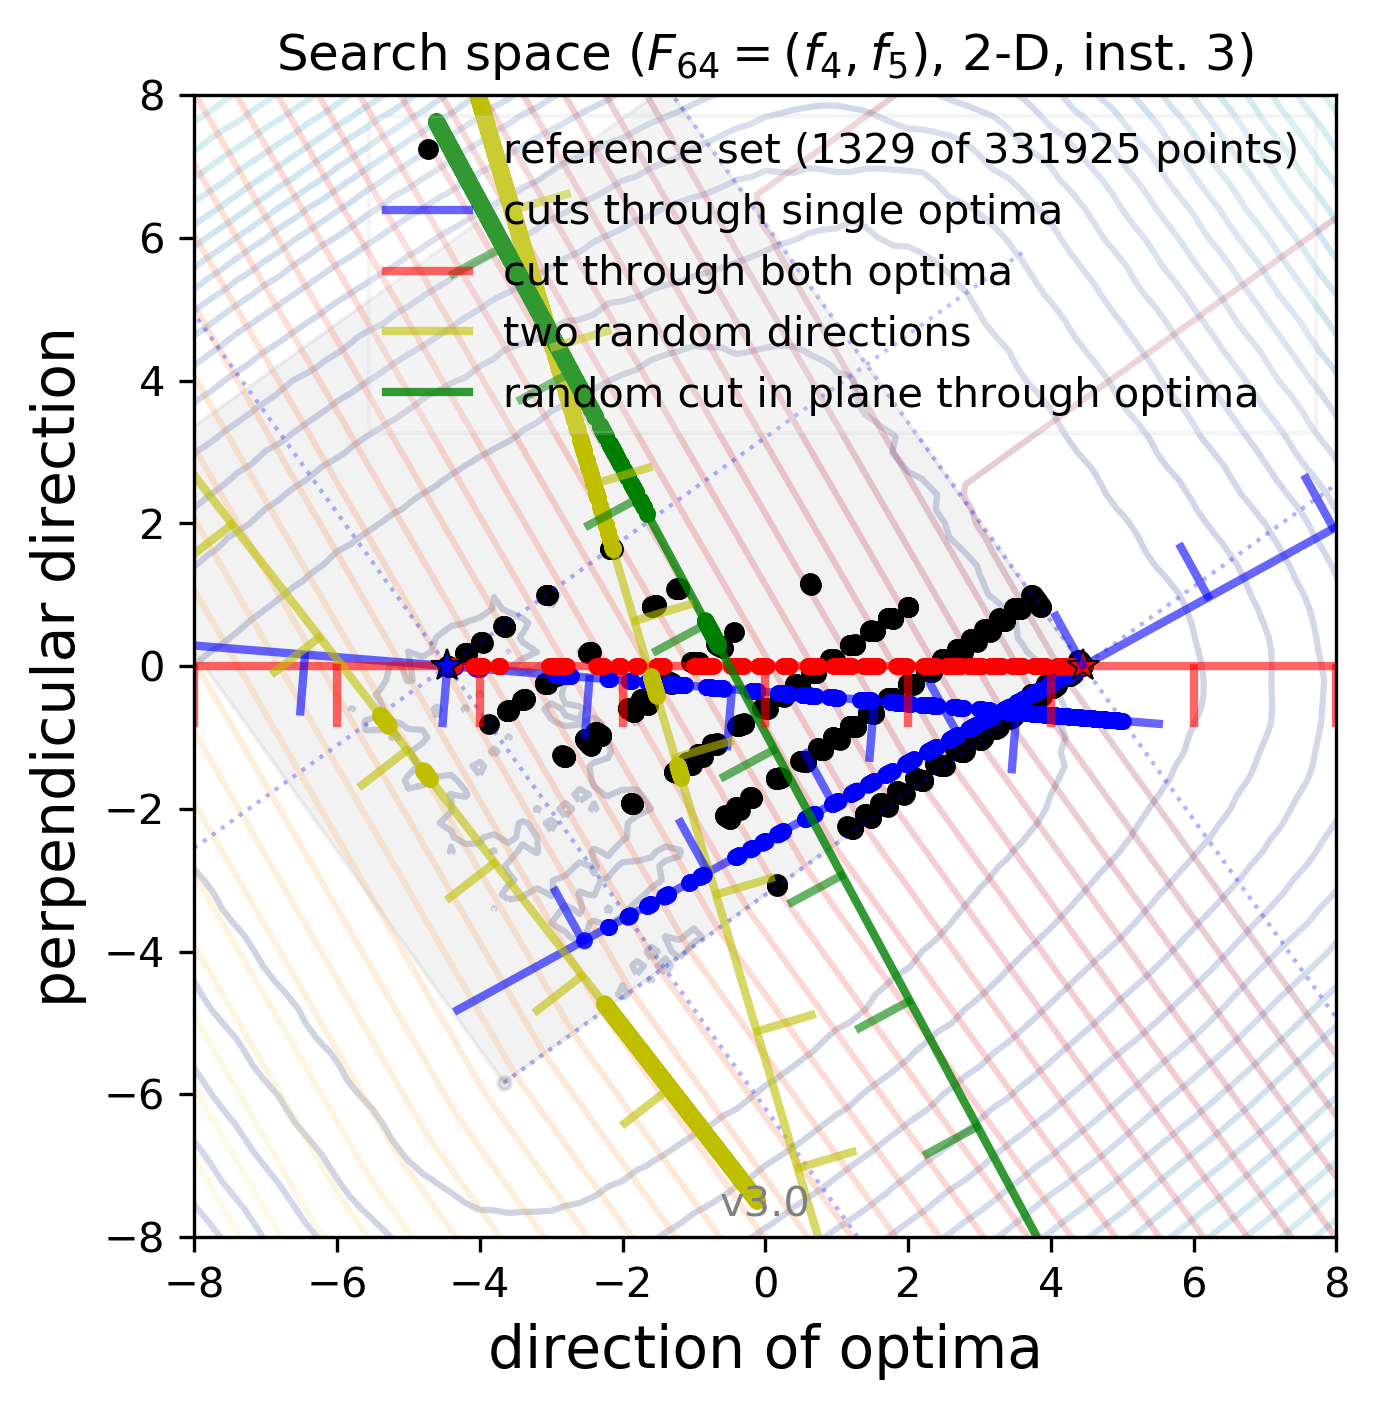 Search space (F64 = (f4, f5), 2-D, inst. 3)
reference set (1329 of 331925 points)
cuts through single optima
cut through both optima
two random directions
random cut in plane through optima
perpendicular direction
8
6
4
2
0
−2
−4
−6
−8
v3.0
−8 −6 −4 −2 0 2 4 6 8
direction of optima